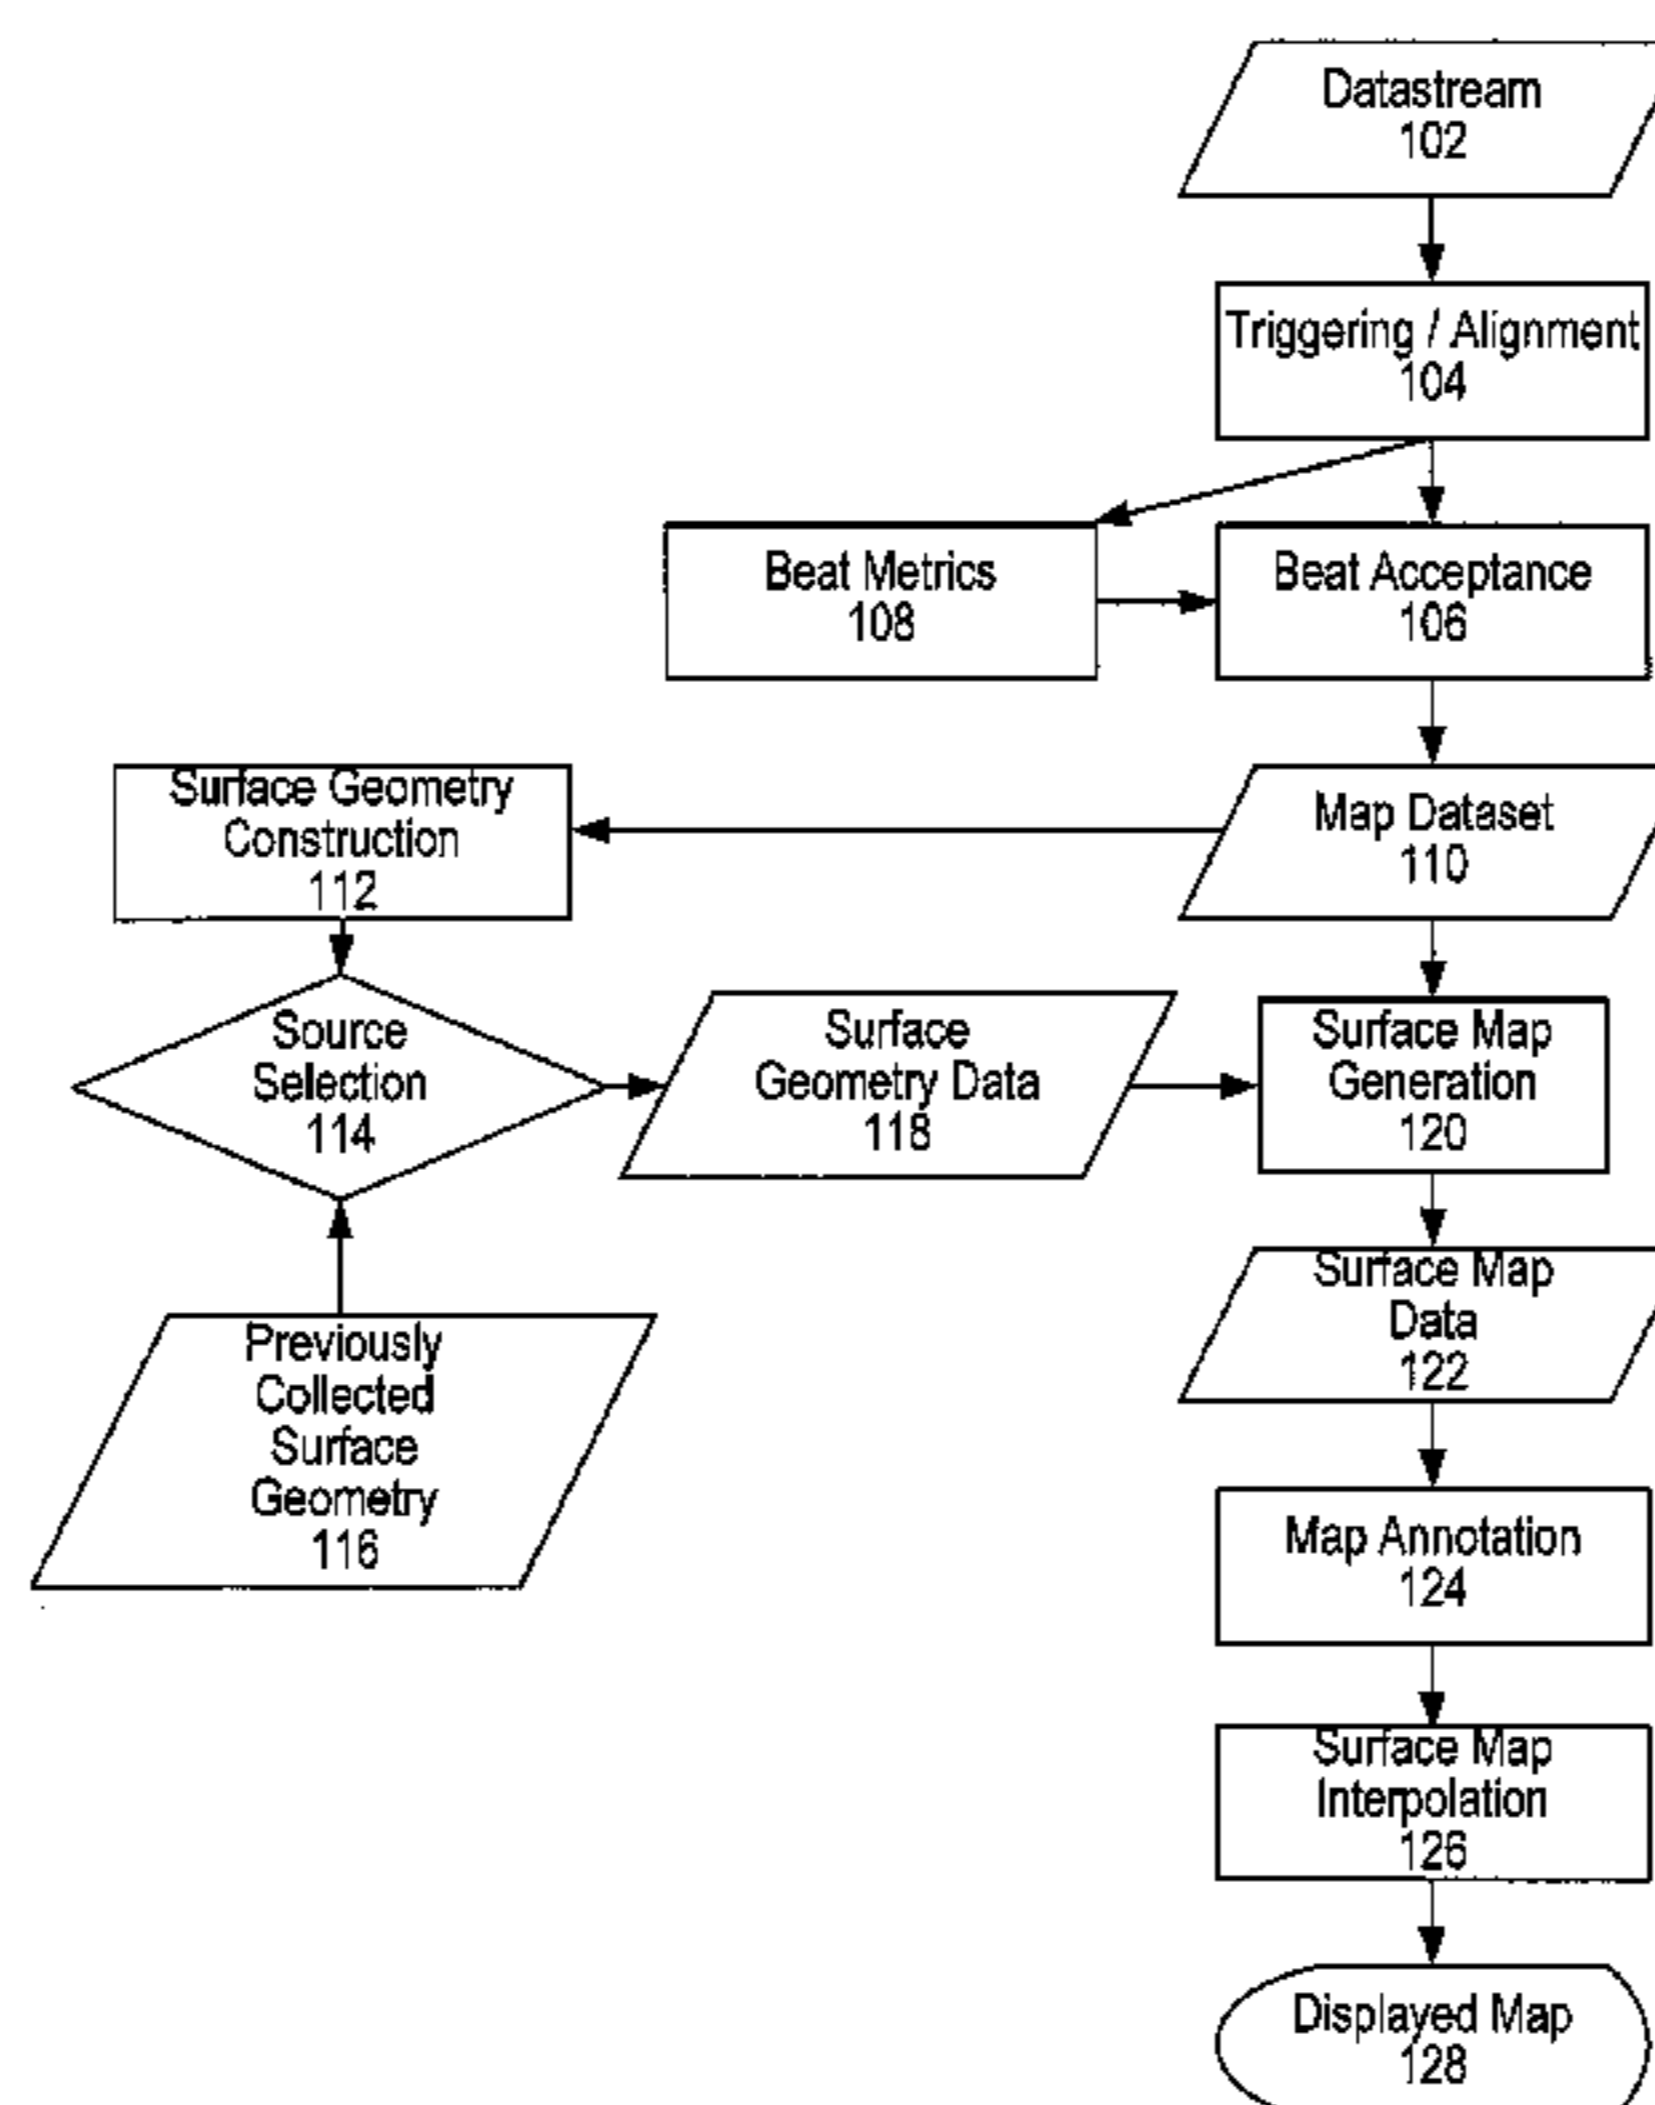 Datastream
102
Triggering / Alignment
104
Beat Metrics
108
Beat Acceptance
106
Surface Geometry
Construction
112
Map Dataset
110
Source
Selection
114
Surface
Geometry Data
118
Surface Map
Generation
120
Previously
Collected
Surface
Geometry
116
Surface Map
Data
122
Map Annotation
124
Surface Map
Interpolation
126
Displayed Map
128